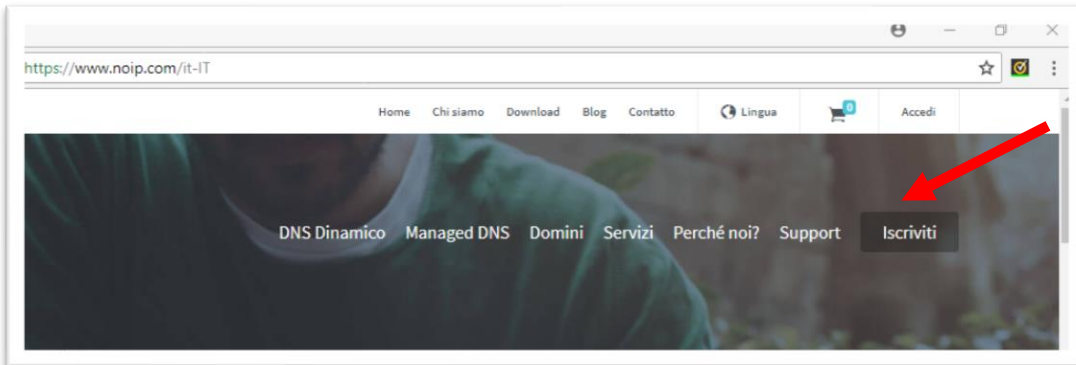 https://www.noip.com/it-IT
Home Chi siamo Download Blog Contatto Lingua 0 Accedi
DNS Dinamico Managed DNS Domini Servizi Perché noi? Support Iscriviti